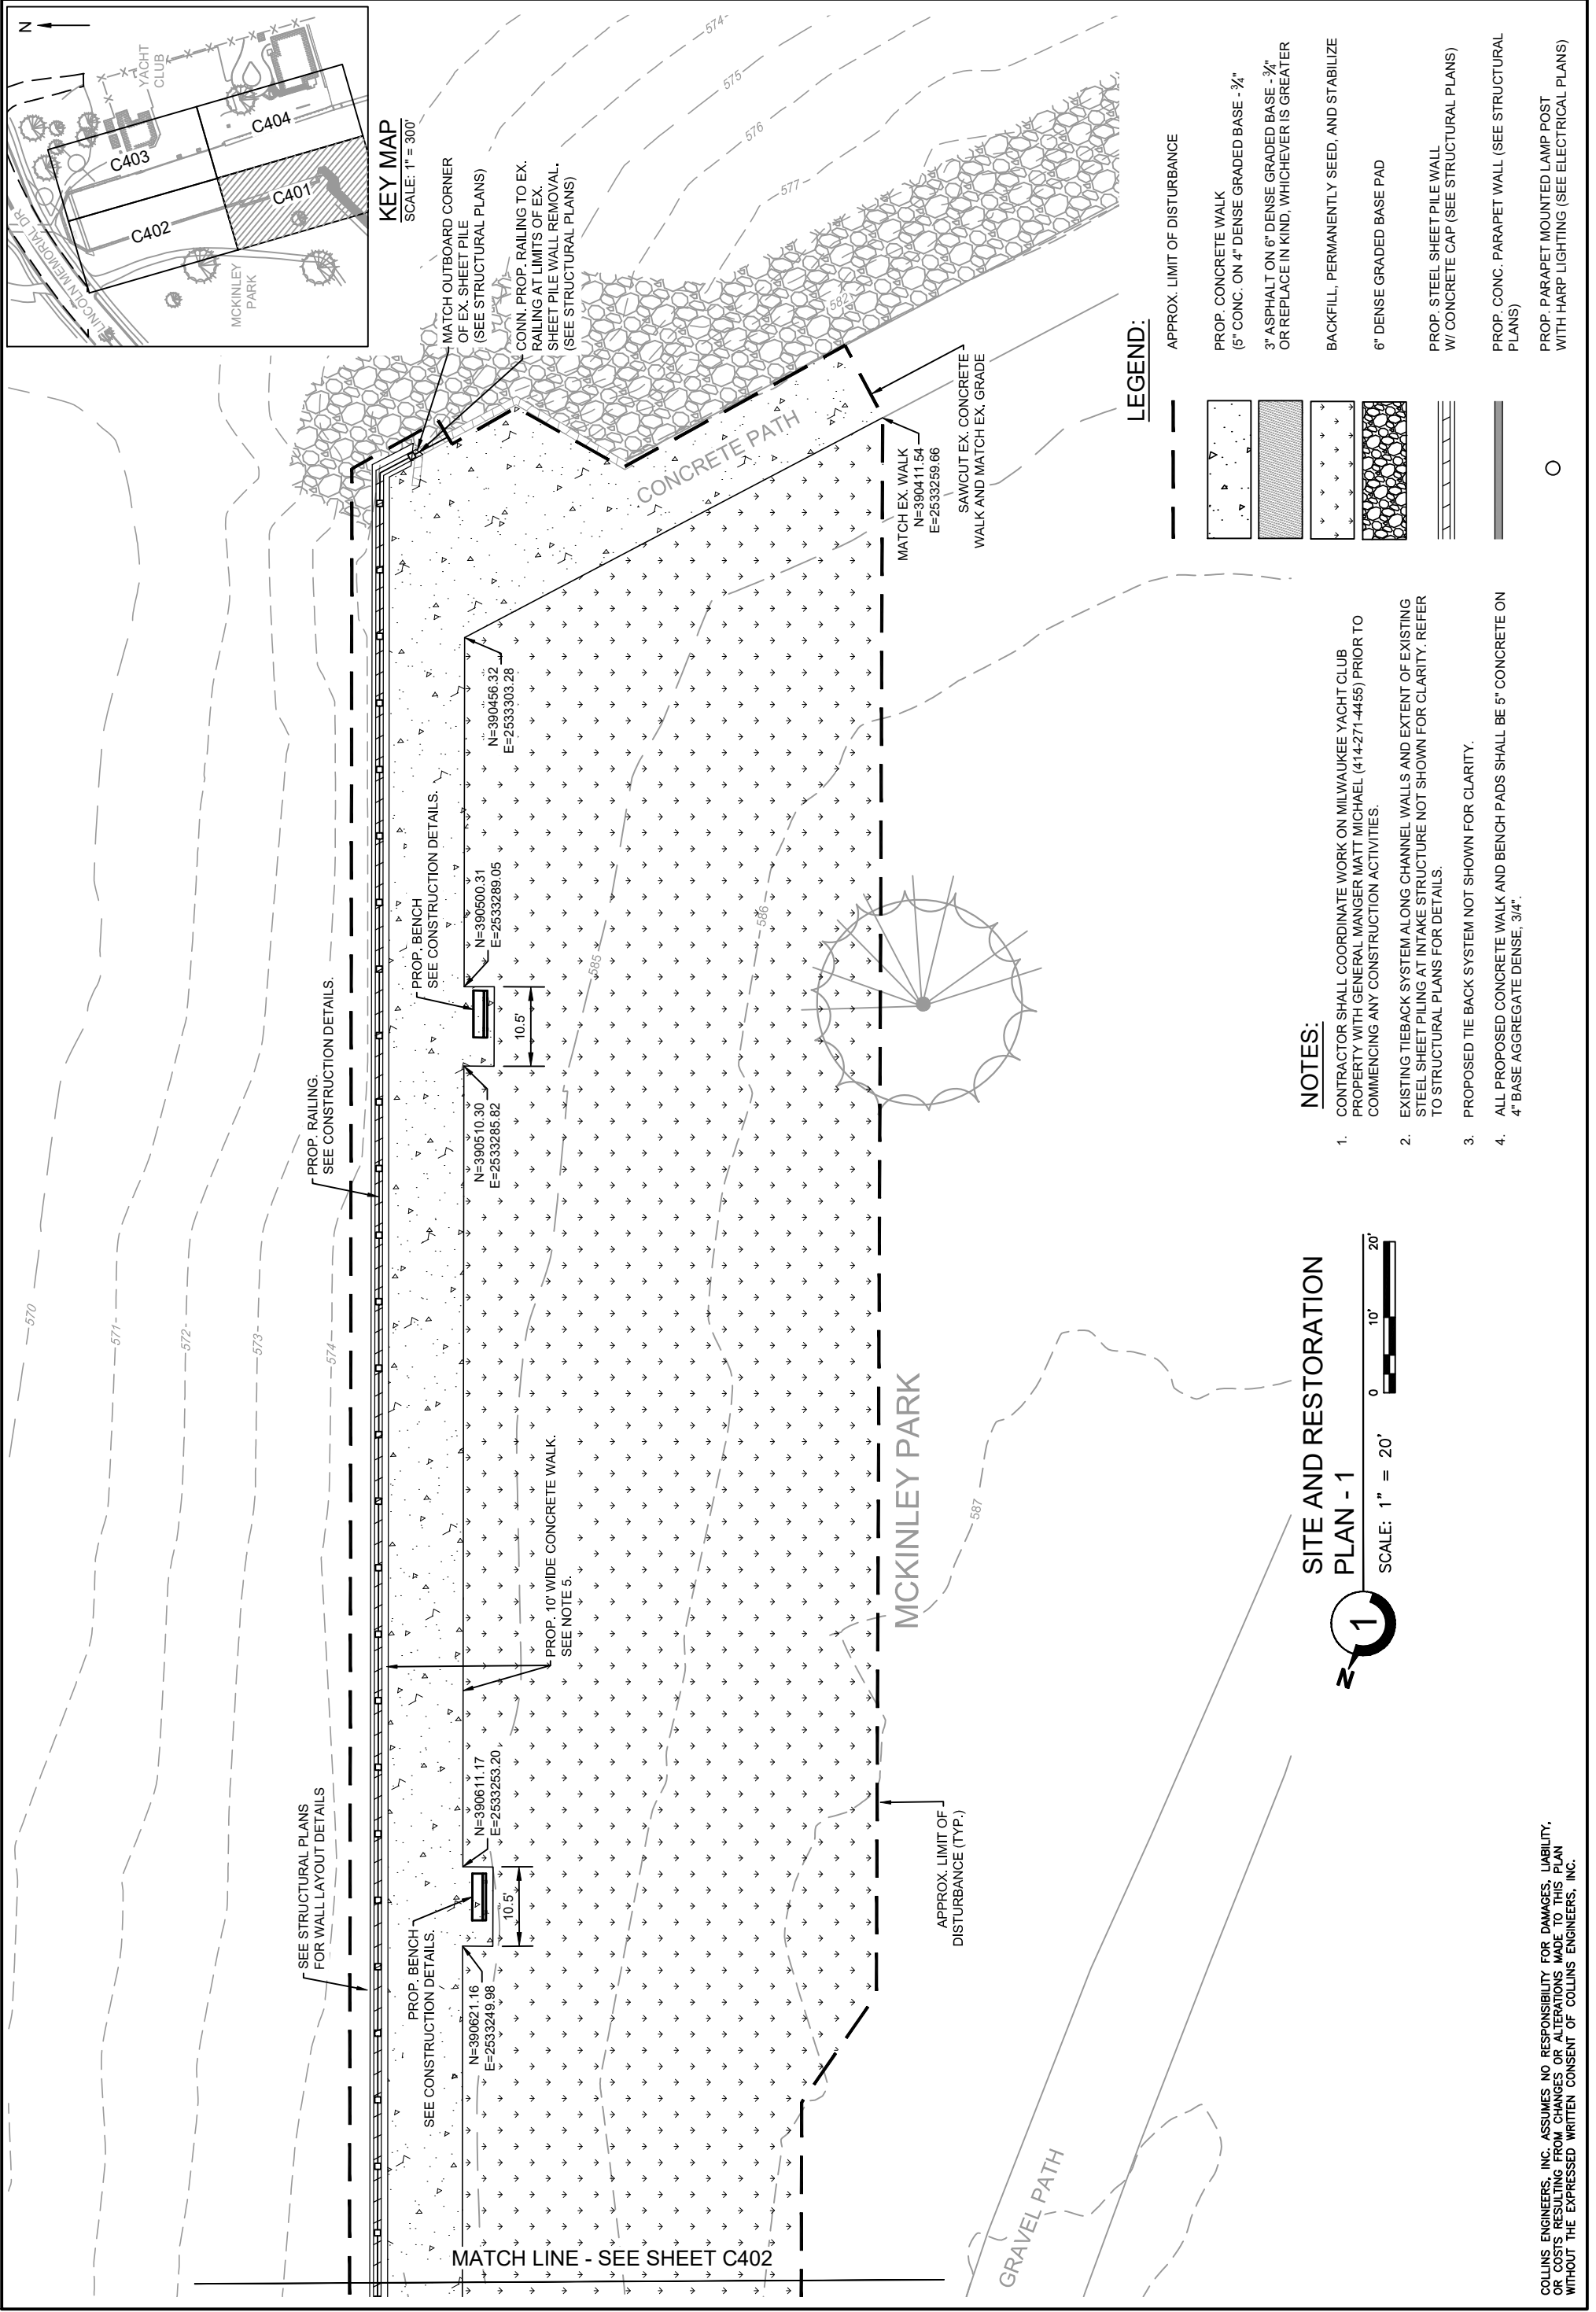 N
LINCOLN MEMORIAL DR
YACHT
CLUB
MCKINLEY
PARK
C403
C404
C402
C401
KEY MAP
SCALE: 1" = 300'
574
575
576
577
582
MATCH OUTBOARD CORNER
OF EX. SHEET PILE
(SEE STRUCTURAL PLANS)
CONN. PROP. RAILING TO EX.
RAILING AT LIMITS OF EX.
SHEET PILE WALL REMOVAL.
(SEE STRUCTURAL PLANS)
CONCRETE PATH
MATCH EX. WALK
N=390411.54
E=2533259.66
SAWCUT EX. CONCRETE
WALK AND MATCH EX. GRADE
N=390456.32
E=2533303.28
PROP. BENCH
SEE CONSTRUCTION DETAILS.
N=390500.31
E=2533289.05
10.5'
N=390510.30
E=2533285.82
PROP. RAILING.
SEE CONSTRUCTION DETAILS.
570
571
572
573
574
585
586
587
PROP. 10' WIDE CONCRETE WALK.
SEE NOTE 5.
MCKINLEY PARK
SEE STRUCTURAL PLANS
FOR WALL LAYOUT DETAILS
N=390611.17
E=2533253.20
PROP. BENCH
SEE CONSTRUCTION DETAILS.
10.5'
N=390621.16
E=2533249.98
APPROX. LIMIT OF
DISTURBANCE (TYP.)
MATCH LINE - SEE SHEET C402
GRAVEL PATH
LEGEND:
APPROX. LIMIT OF DISTURBANCE
PROP. CONCRETE WALK
(5" CONC. ON 4" DENSE GRADED BASE - 3/4"
3" ASPHALT ON 6" DENSE GRADED BASE - 3/4"
OR REPLACE IN KIND, WHICHEVER IS GREATER
BACKFILL, PERMANENTLY SEED, AND STABILIZE
6" DENSE GRADED BASE PAD
PROP. STEEL SHEET PILE WALL
W/ CONCRETE CAP (SEE STRUCTURAL PLANS)
PROP. CONC. PARAPET WALL (SEE STRUCTURAL
PLANS)
PROP. PARAPET MOUNTED LAMP POST
WITH HARP LIGHTING (SEE ELECTRICAL PLANS)
NOTES:
1. CONTRACTOR SHALL COORDINATE WORK ON MILWAUKEE YACHT CLUB
PROPERTY WITH GENERAL MANGER MATT MICHAEL (414-271-4455) PRIOR TO
COMMENCING ANY CONSTRUCTION ACTIVITIES.
2. EXISTING TIEBACK SYSTEM ALONG CHANNEL WALLS AND EXTENT OF EXISTING
STEEL SHEET PILING AT INTAKE STRUCTURE NOT SHOWN FOR CLARITY. REFER
TO STRUCTURAL PLANS FOR DETAILS.
3. PROPOSED TIE BACK SYSTEM NOT SHOWN FOR CLARITY.
4. ALL PROPOSED CONCRETE WALK AND BENCH PADS SHALL BE 5" CONCRETE ON
4" BASE AGGREGATE DENSE, 3/4".
N
1
SITE AND RESTORATION
PLAN - 1
SCALE: 1" = 20'
0 10' 20'
COLLINS ENGINEERS, INC. ASSUMES NO RESPONSIBILITY FOR DAMAGES, LIABILITY,
OR COSTS RESULTING FROM CHANGES OR ALTERATIONS MADE TO THIS PLAN
WITHOUT THE EXPRESSED WRITTEN CONSENT OF COLLINS ENGINEERS, INC.